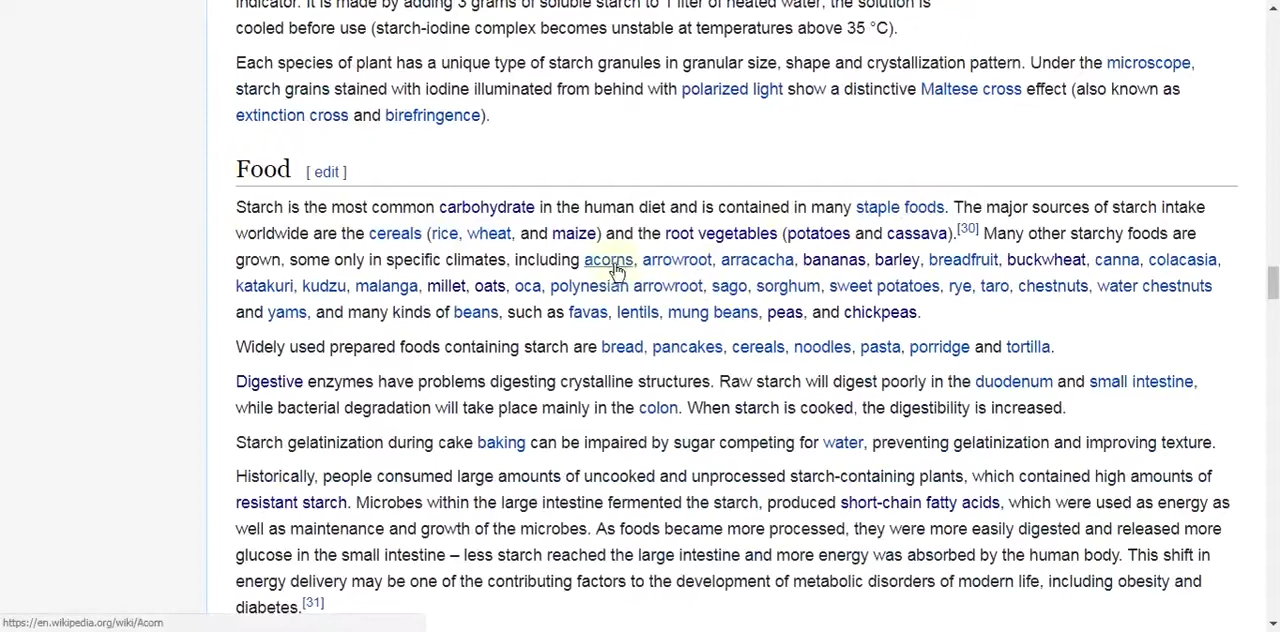 indicator. It is made by adding 3 grams of soluble starch to 1 liter of heated water; the solution is
cooled before use (starch-iodine complex becomes unstable at temperatures above 35 °C).
Each species of plant has a unique type of starch granules in granular size, shape and crystallization pattern. Under the microscope,
starch grains stained with iodine illuminated from behind with polarized light show a distinctive Maltese cross effect (also known as
extinction cross and birefringence).
Food [ edit ]
Starch is the most common carbohydrate in the human diet and is contained in many staple foods. The major sources of starch intake
worldwide are the cereals (rice, wheat, and maize) and the root vegetables (potatoes and cassava).[30] Many other starchy foods are
grown, some only in specific climates, including acorns, arrowroot, arracacha, bananas, barley, breadfruit, buckwheat, canna, colacasia,
katakuri, kudzu, malanga, millet, oats, oca, polynesian arrowroot, sago, sorghum, sweet potatoes, rye, taro, chestnuts, water chestnuts
and yams, and many kinds of beans, such as favas, lentils, mung beans, peas, and chickpeas.
Widely used prepared foods containing starch are bread, pancakes, cereals, noodles, pasta, porridge and tortilla.
Digestive enzymes have problems digesting crystalline structures. Raw starch will digest poorly in the duodenum and small intestine,
while bacterial degradation will take place mainly in the colon. When starch is cooked, the digestibility is increased.
Starch gelatinization during cake baking can be impaired by sugar competing for water, preventing gelatinization and improving texture.
Historically, people consumed large amounts of uncooked and unprocessed starch-containing plants, which contained high amounts of
resistant starch. Microbes within the large intestine fermented the starch, produced short-chain fatty acids, which were used as energy as
well as maintenance and growth of the microbes. As foods became more processed, they were more easily digested and released more
glucose in the small intestine – less starch reached the large intestine and more energy was absorbed by the human body. This shift in
energy delivery may be one of the contributing factors to the development of metabolic disorders of modern life, including obesity and
diabetes.[31]
https://en.wikipedia.org/wiki/Acorn